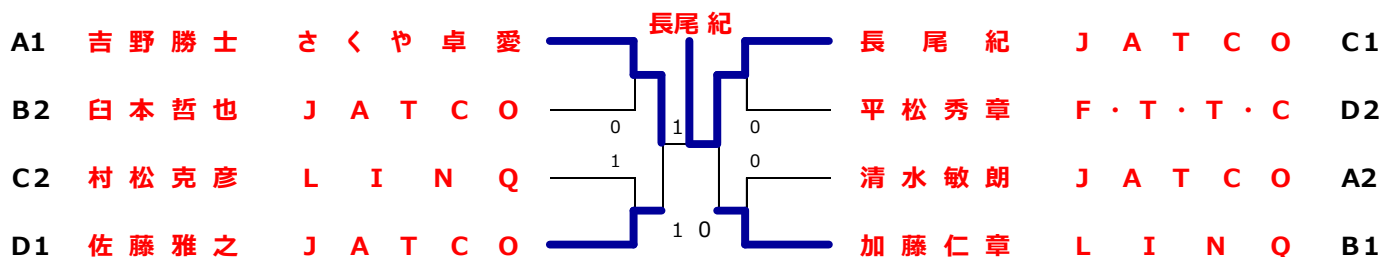 長尾 紀
A1 吉野勝士 さくや卓愛 長尾紀 JATCO C1
B2 臼本哲也 JATCO 平松秀章 F・T・T・C D2
0 1 0
1 0
C2 村松克彦 LINQ 清水敏朗 JATCO A2
1 0
D1 佐藤雅之 JATCO 加藤仁章 LINQ B1